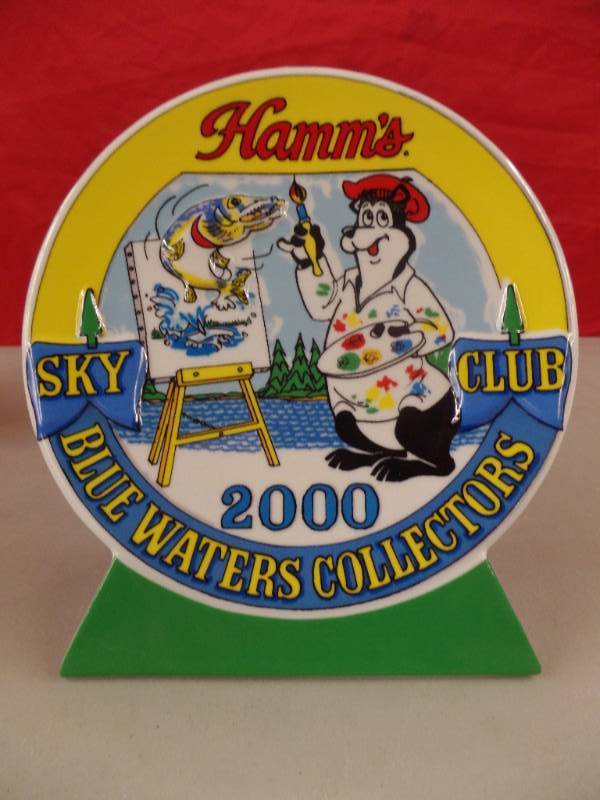 Hamm's
SKY
BLUE WATERS COLLECTORS
CLUB
2000